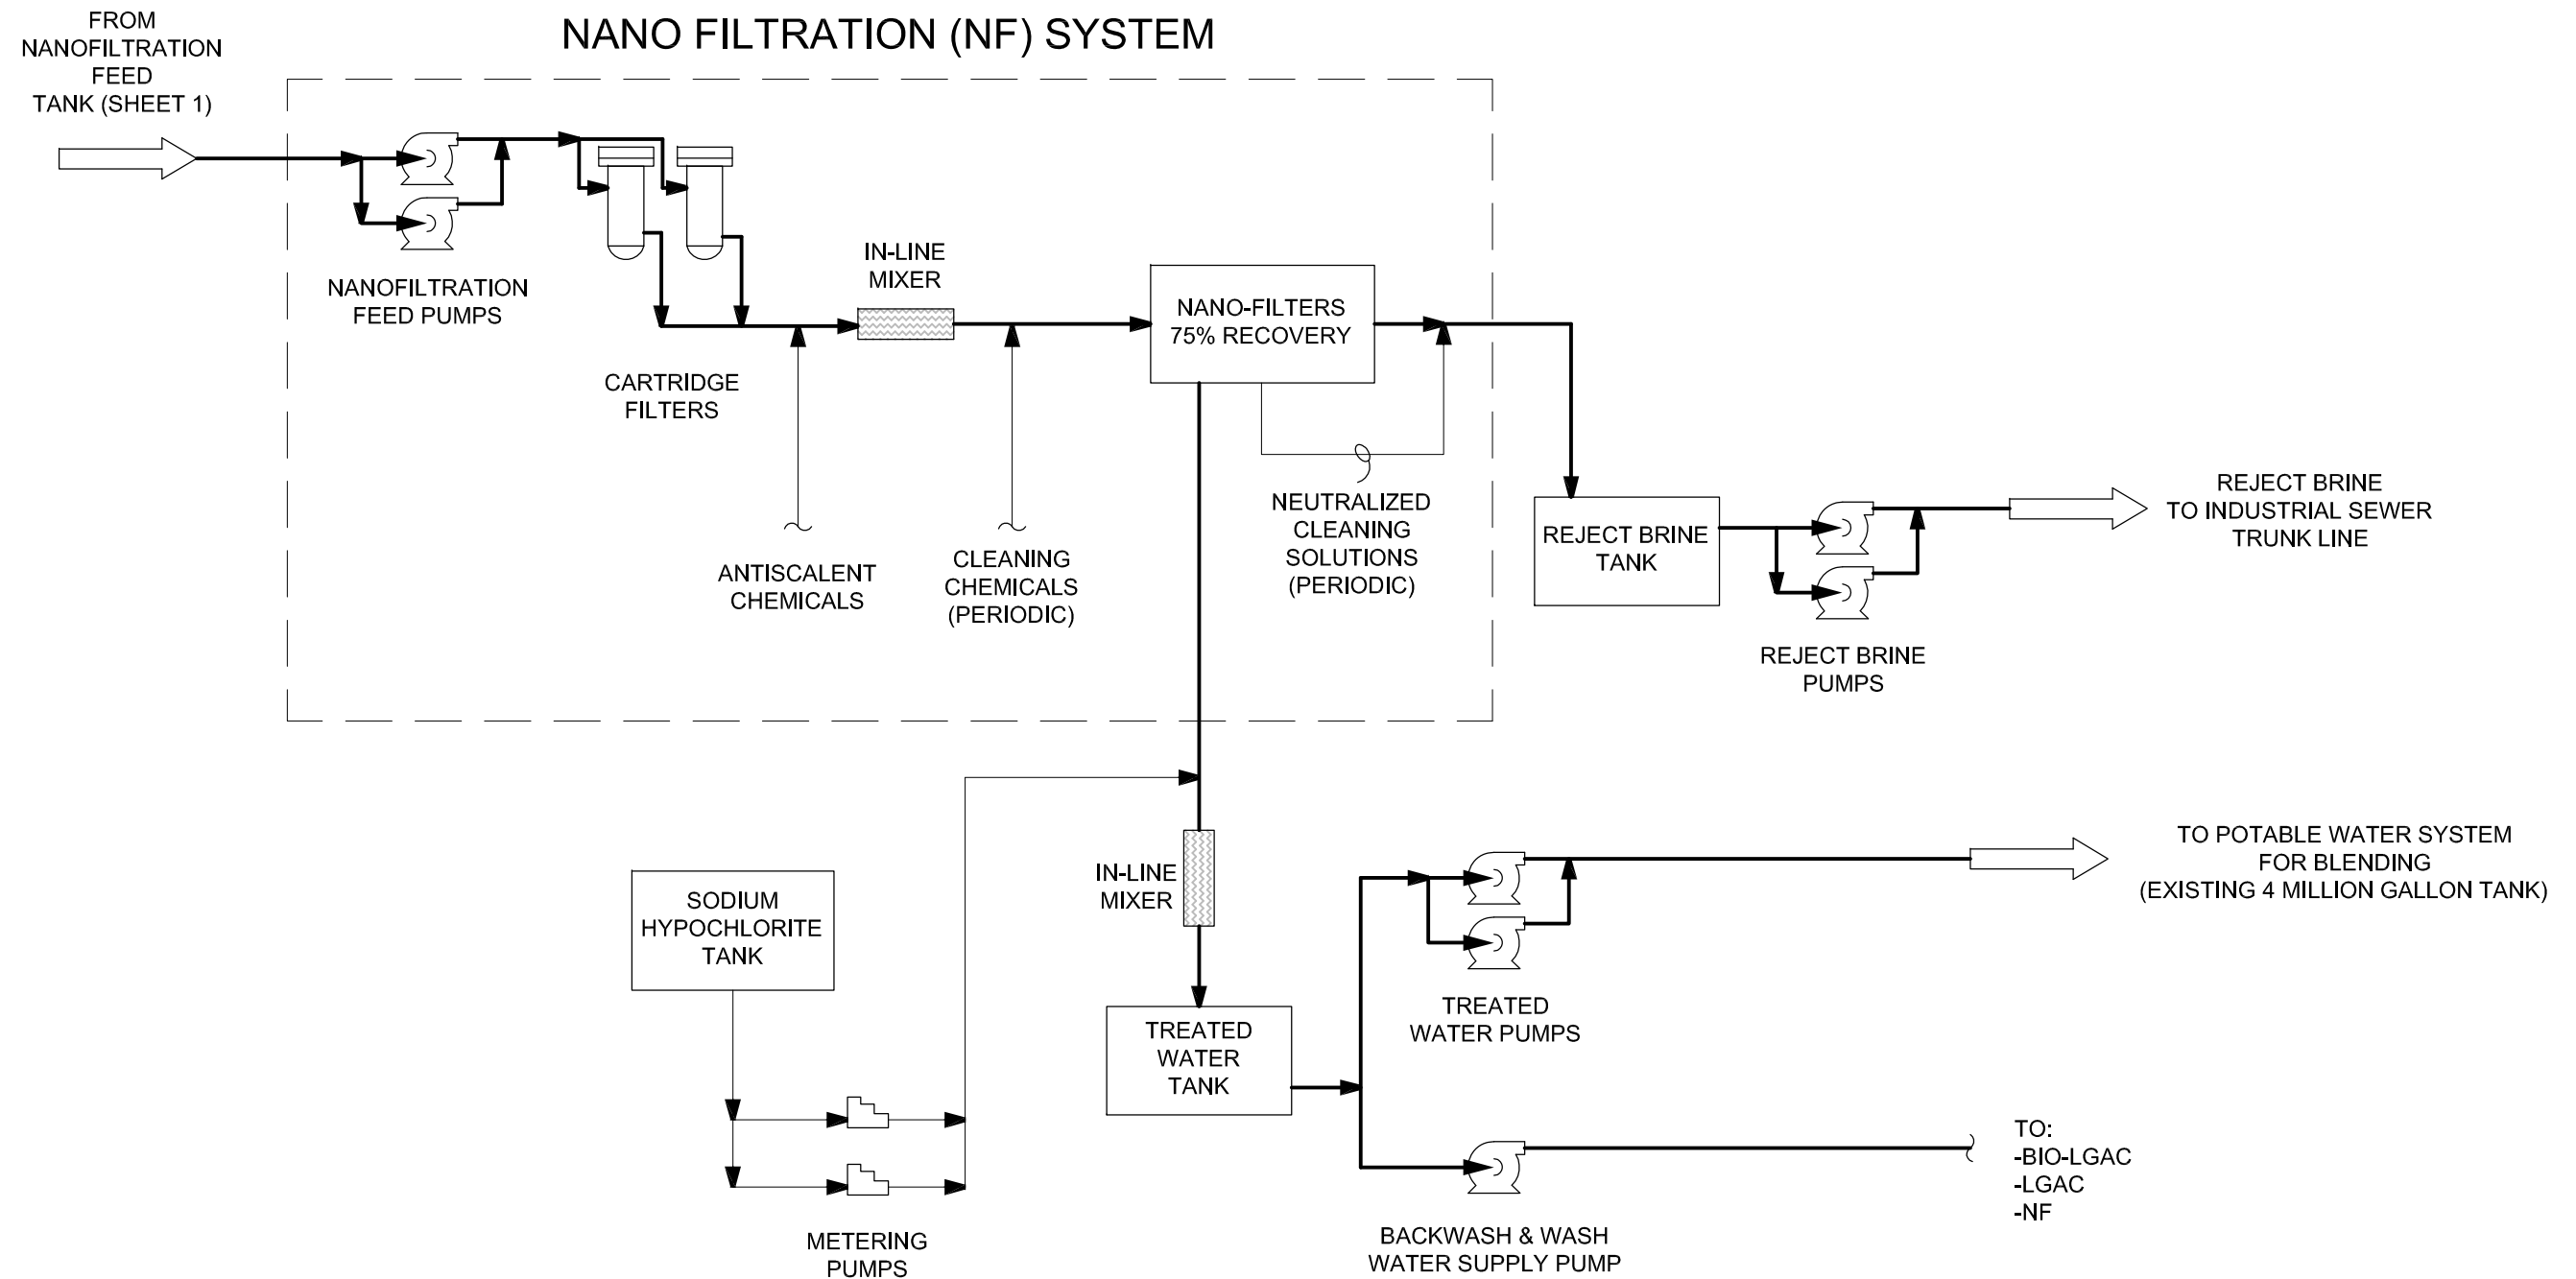 FROM
NANOFILTRATION
FEED
TANK (SHEET 1)
NANO FILTRATION (NF) SYSTEM
NANOFILTRATION
FEED PUMPS
CARTRIDGE
FILTERS
IN-LINE
MIXER
ANTISCALENT
CHEMICALS
CLEANING
CHEMICALS
(PERIODIC)
NANO-FILTERS
75% RECOVERY
NEUTRALIZED
CLEANING
SOLUTIONS
(PERIODIC)
REJECT BRINE
TANK
REJECT BRINE
PUMPS
REJECT BRINE
TO INDUSTRIAL SEWER
TRUNK LINE
SODIUM
HYPOCHLORITE
TANK
METERING
PUMPS
IN-LINE
MIXER
TREATED
WATER
TANK
TREATED
WATER PUMPS
TO POTABLE WATER SYSTEM
FOR BLENDING
(EXISTING 4 MILLION GALLON TANK)
BACKWASH & WASH
WATER SUPPLY PUMP
TO:
-BIO-LGAC
-LGAC
-NF